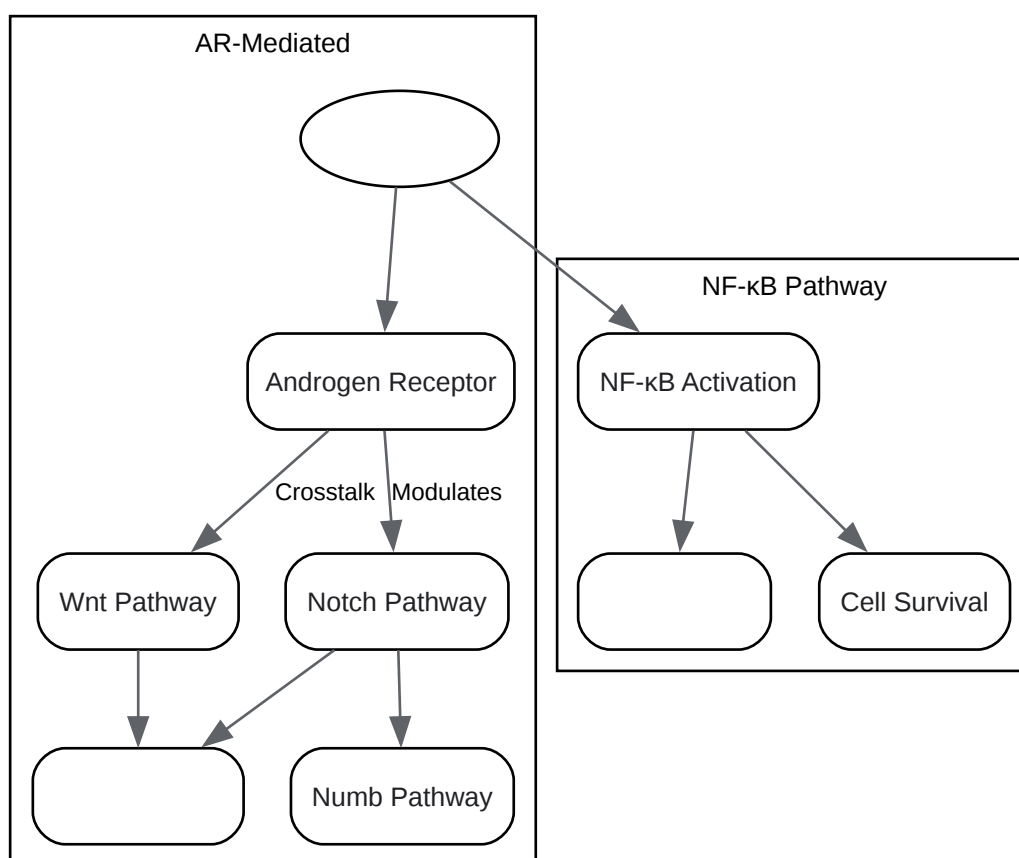 AR-Mediated
NF-κB Pathway
Androgen Receptor
NF-κB Activation
Crosstalk
Modulates
Wnt Pathway
Notch Pathway
Cell Survival
Numb Pathway